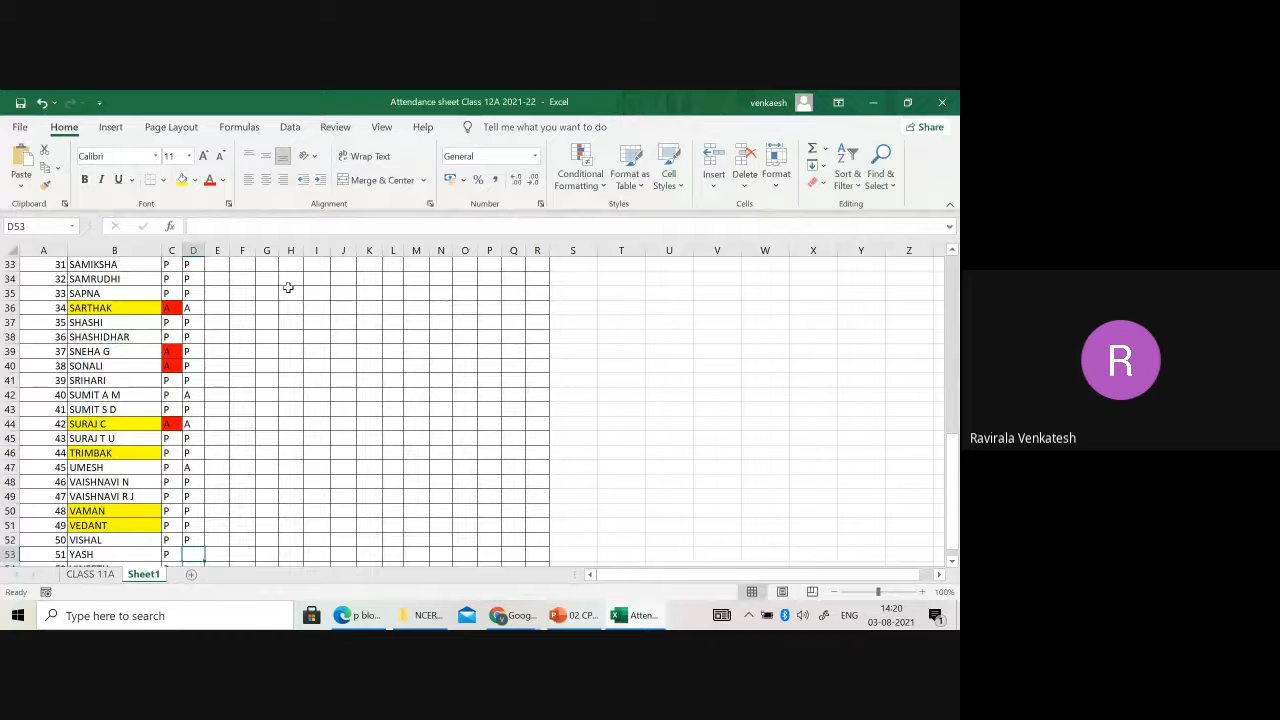 Attendance sheet Class 12A 2021-22 - Excel
venkaesh
File Home Insert Page Layout Formulas Data Review View Help Tell me what you want to do Share
Paste
Calibri 11
B I U
Wrap Text
Merge & Center
General
Conditional Formatting
Format as Table
Cell Styles
Insert Delete Format
Sort & Filter
Find & Select
Clipboard Font Alignment Number Styles Cells Editing
D53 fx
A B C D E F G H I J K L M N O P Q R S T U V W X Y Z
33 31 SAMIKSHA P P
34 32 SAMRUDHI P P
35 33 SAPNA P P
36 34 SARTHAK A A
37 35 SHASHI P P
38 36 SHASHIDHAR P P
39 37 SNEHA G A P
40 38 SONALI A P
41 39 SRIHARI P P
42 40 SUMIT A M P A
43 41 SUMIT S D P P
44 42 SURAJ C A A
45 43 SURAJ T U P P
46 44 TRIMBAK P P
47 45 UMESH P A
48 46 VAISHNAVI N P P
49 47 VAISHNAVI R J P P
50 48 VAMAN P P
51 49 VEDANT P P
52 50 VISHAL P P
53 51 YASH P
CLASS 11A Sheet1
Ready 100%
Type here to search
p blo...
NCER...
Goog...
02 CP...
Atten...
ENG
14:20
03-08-2021
R
Ravirala Venkatesh